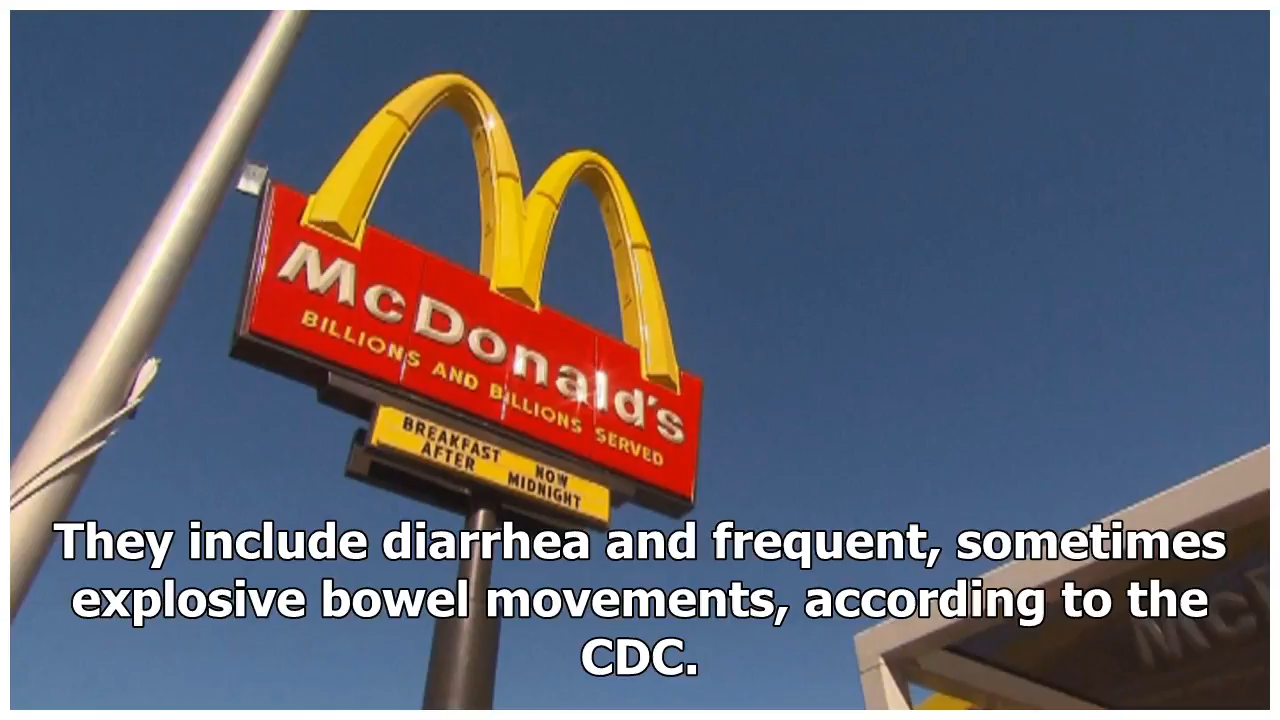 McDonald's
BILLIONS AND BILLIONS SERVED
BREAKFAST NOW
AFTER MIDNIGHT
They include diarrhea and frequent, sometimes
explosive bowel movements, according to the
CDC.